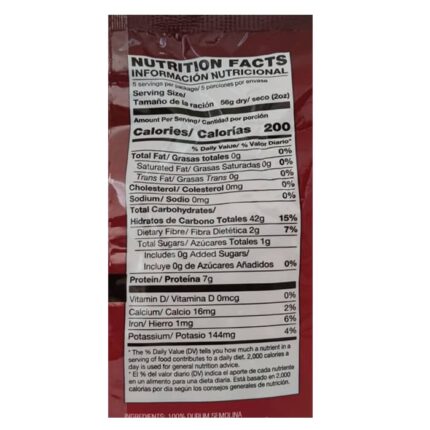 NUTRITION FACTS
INFORMACIÓN NUTRICIONAL
5 servings per package/ 5 porciones por envase
Serving Size/
Tamaño de la ración 56g dry/ seco (2oz)
Amount Per Serving/ Cantidad por porción
Calories/ Calorías 200
% Daily Value/ % Valor Diario*
Total Fat/ Grasas totales 0g 0%
Saturated Fat/ Grasas Saturadas 0g 0%
Trans Fat/ Grasas Trans 0g 0%
Cholesterol/ Colesterol 0mg 0%
Sodium/ Sodio 0mg 0%
Total Carbohydrates/
Hidratos de Carbono Totales 42g 15%
Dietary Fibre/ Fibra Dietética 2g 7%
Total Sugars/ Azúcares Totales 1g
Includes 0g Added Sugars/
Incluye 0g de Azúcares Añadidos 0%
Protein/ Proteína 7g
Vitamin D/ Vitamina D 0mcg 0%
Calcium/ Calcio 16mg 2%
Iron/ Hierro 1mg 6%
Potassium/ Potasio 144mg 4%
* The % Daily Value (DV) tells you how much a nutrient in a
serving of food contributes to a daily diet. 2,000 calories a
day is used for general nutrition advice.
* El % del valor diario (DV) indica el aporte de cada nutriente
en un alimento para una dieta diaria. Está basado en 2,000
calorías por día según los consejos generales de nutrición.
INGREDIENTS: 100% DURUM SEMOLINA